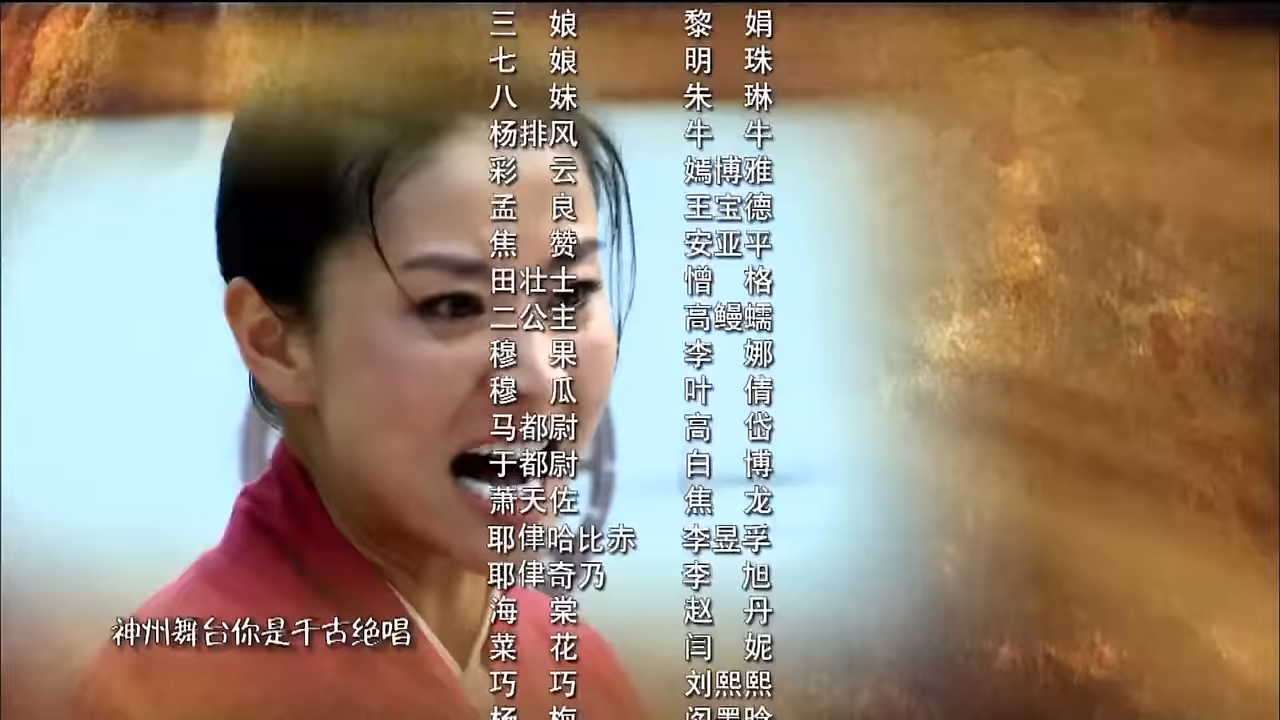 三 娘 黎 娟
七 娘 明 珠
八 妹 朱 琳
杨排风 牛 牛
彩 云 嫣博雅
孟 良 王宝德
焦 赞 安亚平
田壮士 憎 格
二公主 高鳗蠕
穆 果 李 娜
穆 瓜 叶 倩
马都尉 高 岱
于都尉 白 博
萧天佐 焦 龙
耶侓哈比赤 李昱孚
耶侓奇乃 李 旭
海 棠 赵 丹
神州舞台你是千古绝唱
菜 花 闫 妮
巧 巧 刘熙熙
杨 梅